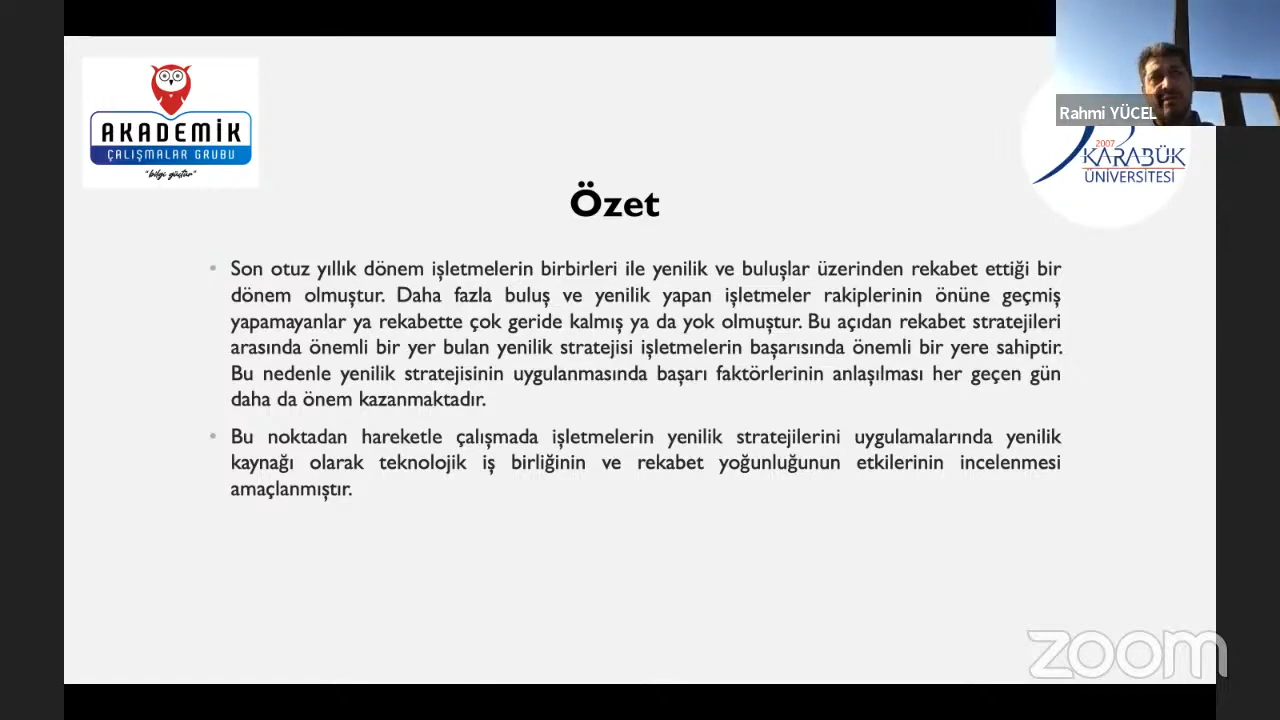 Rahmi YÜCEL
AKADEMİK
ÇALIŞMALAR GRUBU
"bilgi güçtür"
2007
KARABÜK
ÜNİVERSİTESİ
Özet
• Son otuz yıllık dönem işletmelerin birbirleri ile yenilik ve buluşlar üzerinden rekabet ettiği bir
dönem olmuştur. Daha fazla buluş ve yenilik yapan işletmeler rakiplerinin önüne geçmiş
yapamayanlar ya rekabette çok geride kalmış ya da yok olmuştur. Bu açıdan rekabet stratejileri
arasında önemli bir yer bulan yenilik stratejisi işletmelerin başarısında önemli bir yere sahiptir.
Bu nedenle yenilik stratejisinin uygulanmasında başarı faktörlerinin anlaşılması her geçen gün
daha da önem kazanmaktadır.
• Bu noktadan hareketle çalışmada işletmelerin yenilik stratejilerini uygulamalarında yenilik
kaynağı olarak teknolojik iş birliğinin ve rekabet yoğunluğunun etkilerinin incelenmesi
amaçlanmıştır.
zoom